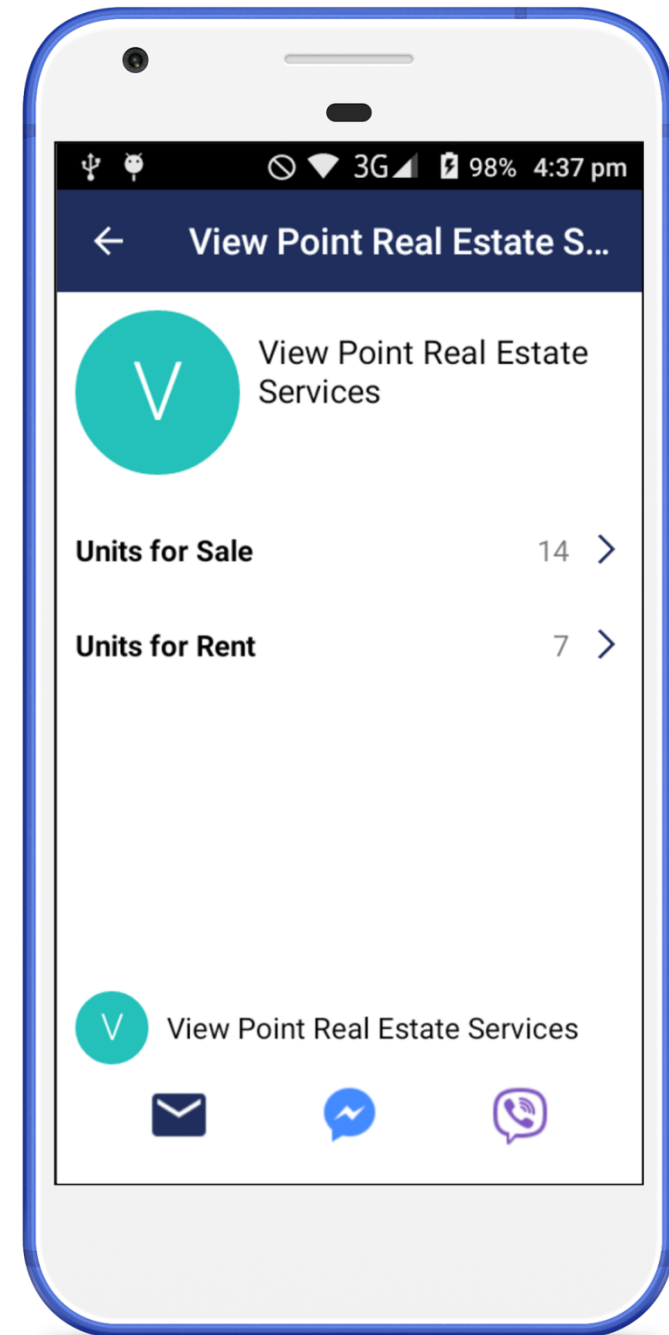 3G 98% 4:37 pm
View Point Real Estate S...
V
View Point Real Estate
Services
Units for Sale 14
Units for Rent 7
V
View Point Real Estate Services